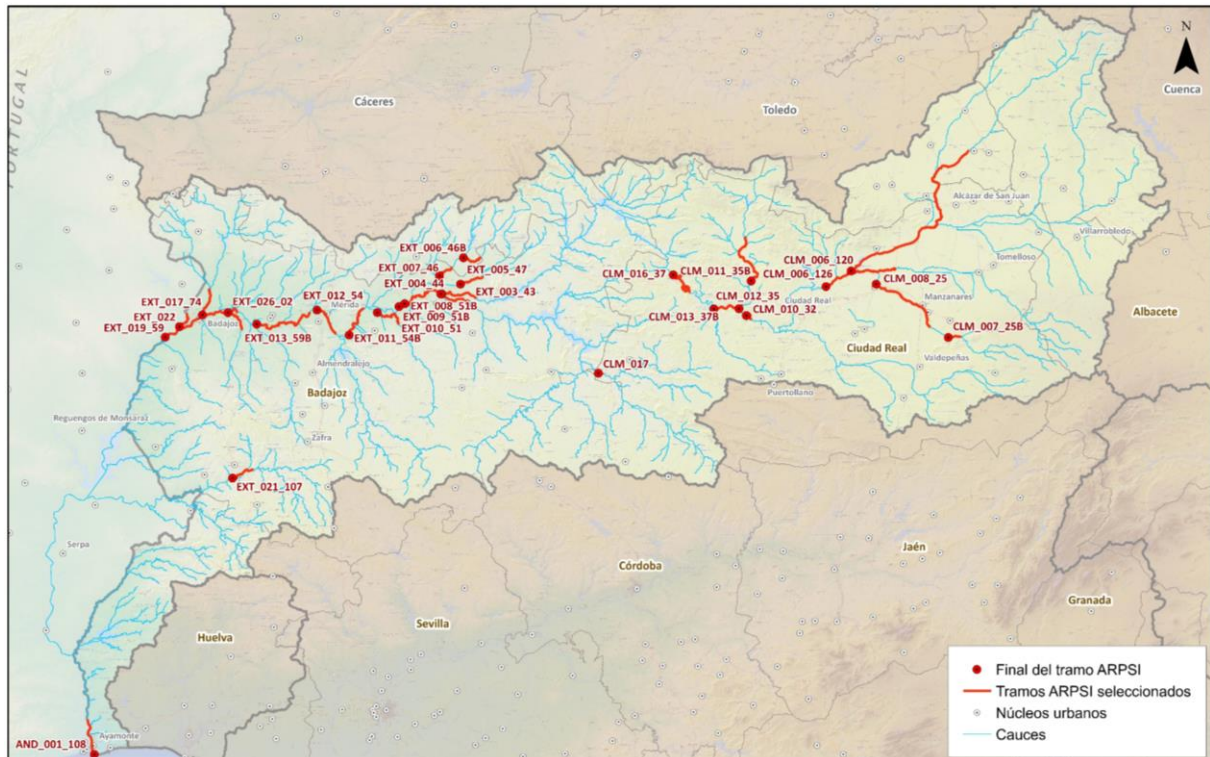 N
PORTUGAL
Cáceres
Toledo
Cuenca
Alcázar de San Juan
Villarrobledo
Tomelloso
EXT_006_46B
EXT_007_46
EXT_005_47
EXT_004_44
EXT_003_43
CLM_016_37
CLM_011_35B
CLM_006_120
CLM_006_126
CLM_008_25
EXT_017_74
EXT_026_02
EXT_012_54
Mérida
EXT_008_51B
EXT_009_51B
EXT_010_51
EXT_022
Badajoz
EXT_019_59
EXT_013_59B
EXT_011_54B
CLM_012_35
Ciudad Real
Manzanares
CLM_010_32
CLM_013_37B
Albacete
CLM_007_25B
Ciudad Real
Valdepeñas
Almendralejo
CLM_017
Badajoz
Puertollano
Reguengos de Monsaraz
Zafra
EXT_021_107
Serpa
Córdoba
Jaén
Granada
Sevilla
Huelva
AND_001_108
Ayamonte
Final del tramo ARPSI
Tramos ARPSI seleccionados
Núcleos urbanos
Cauces